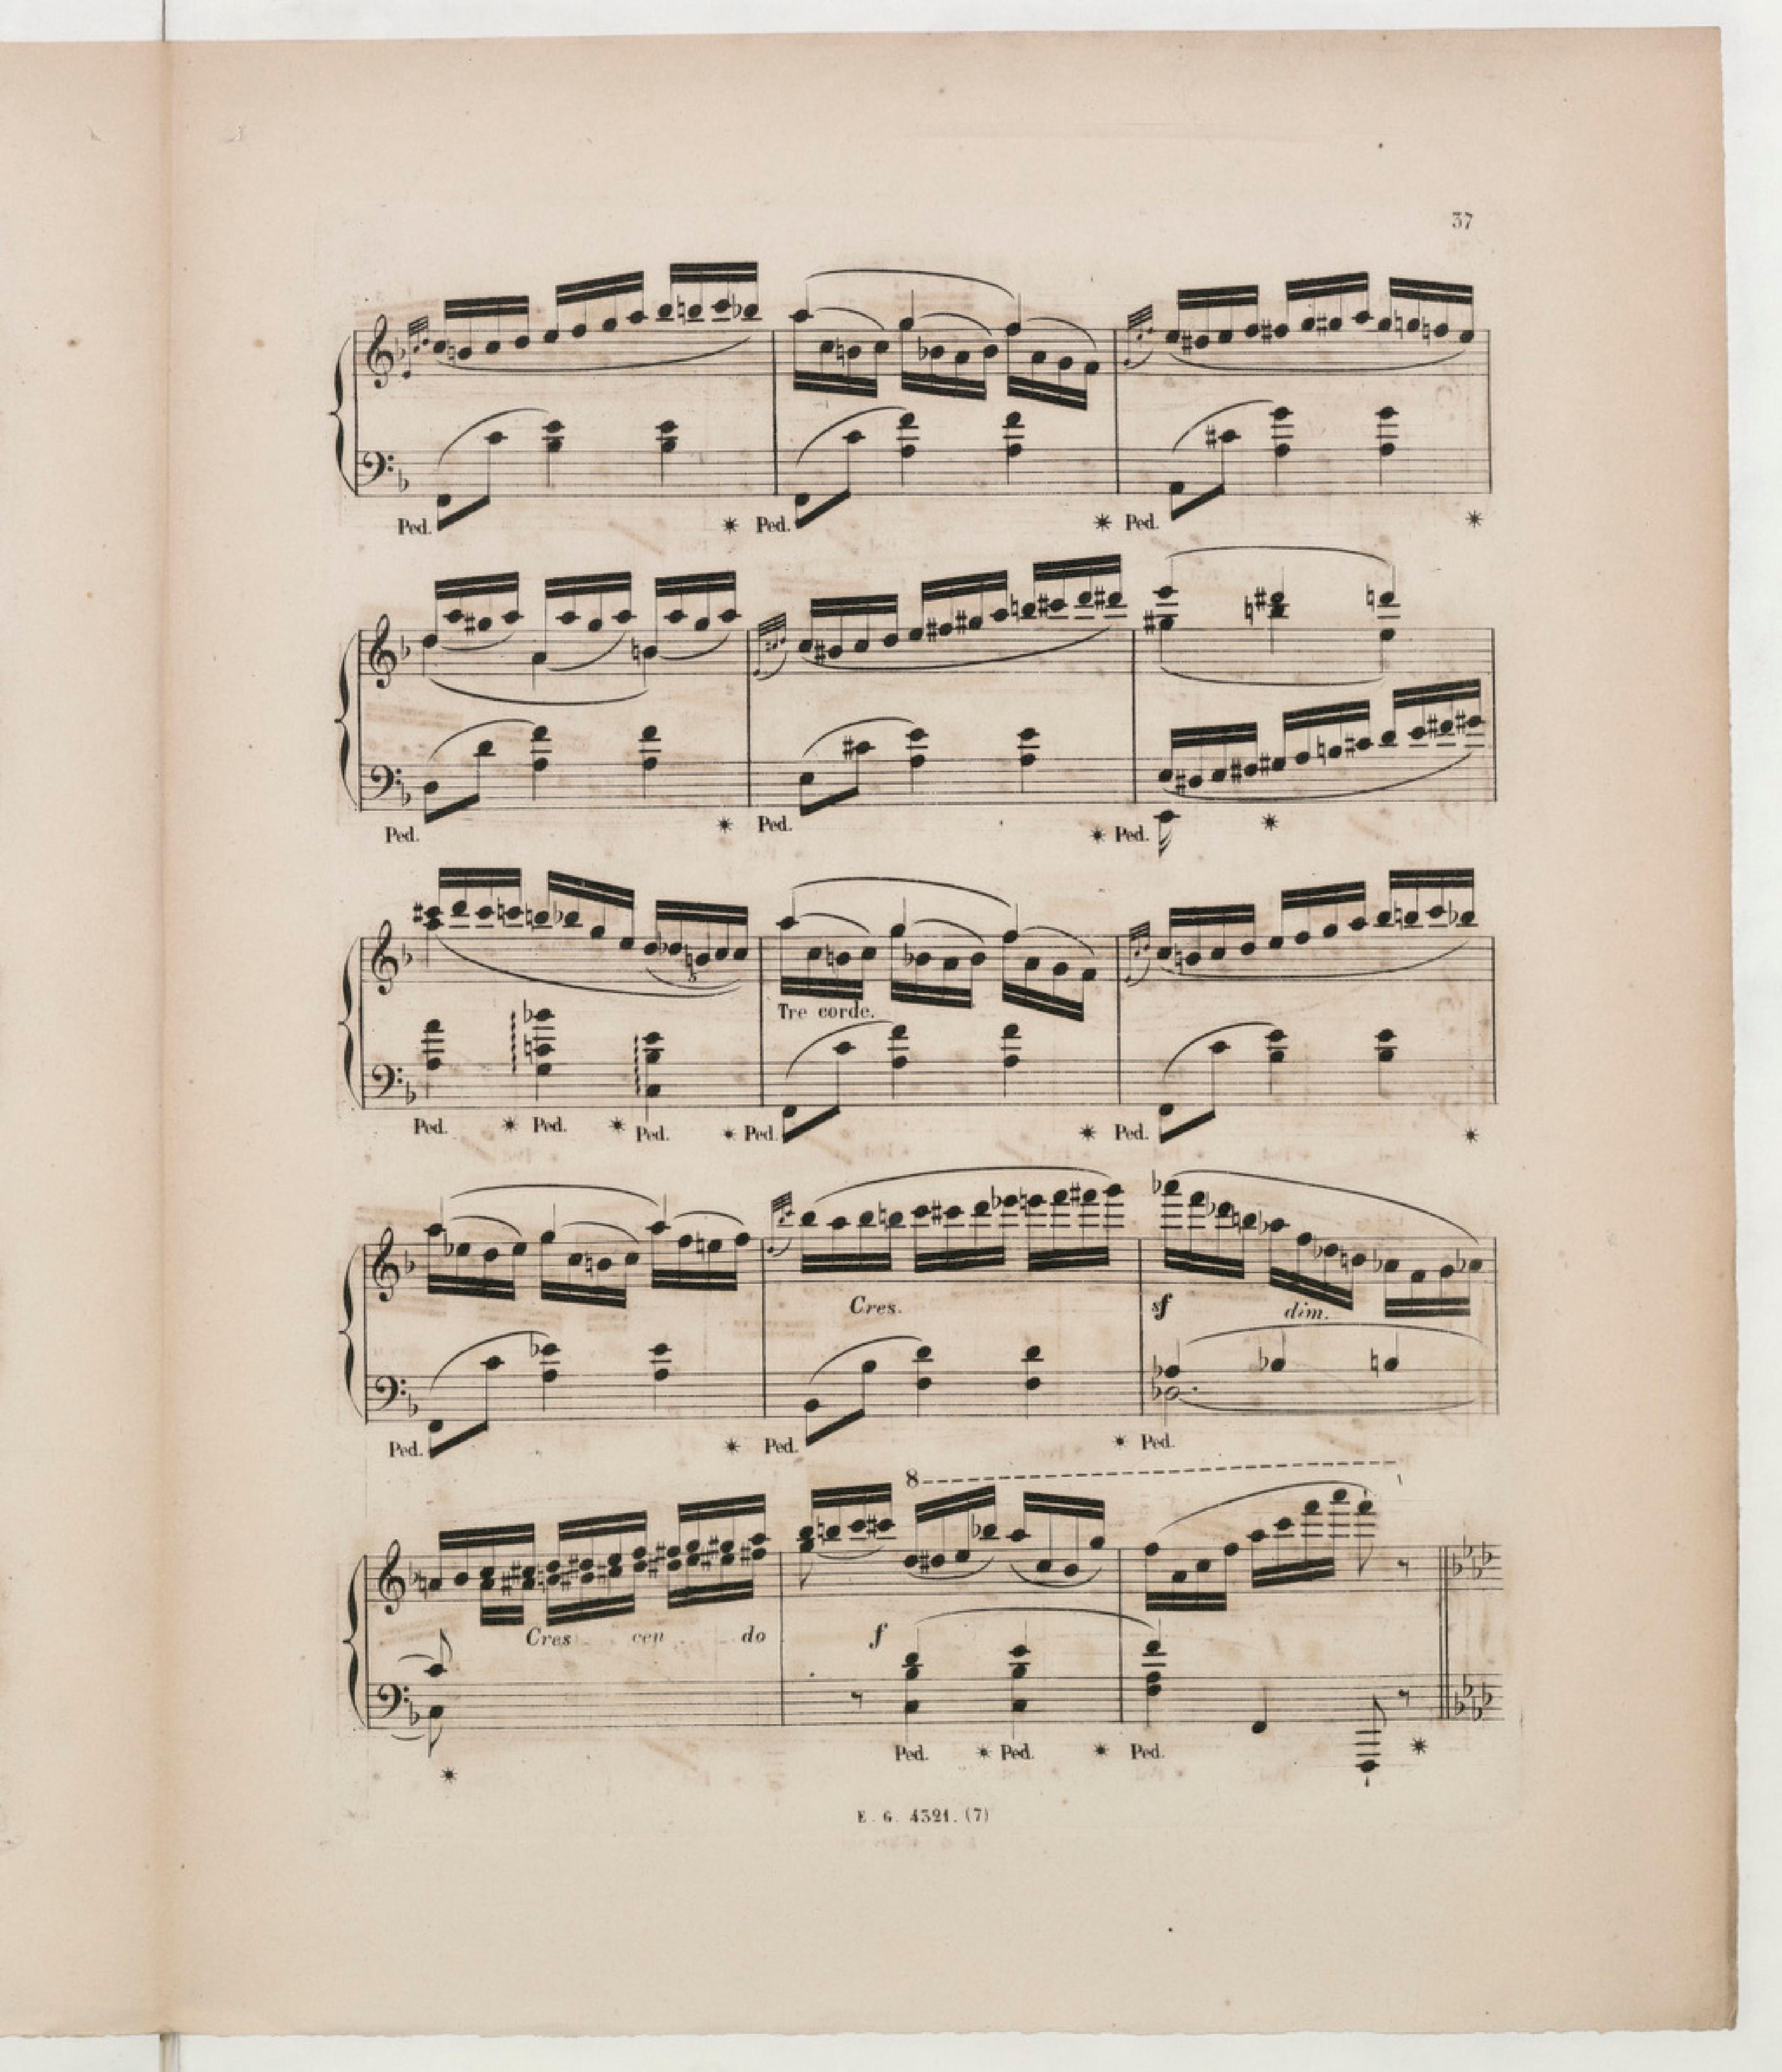 37
Ped. * Ped. * Ped. *
Ped. * Ped. * Ped. *
5
Tre corde.
Ped. * Ped. * Ped. * Ped. * Ped. *
Cres. sf dim.
Ped. * Ped. * Ped.
8
Cres cen do f
*
Ped. * Ped. * Ped. *
E. G. 4321. (7)